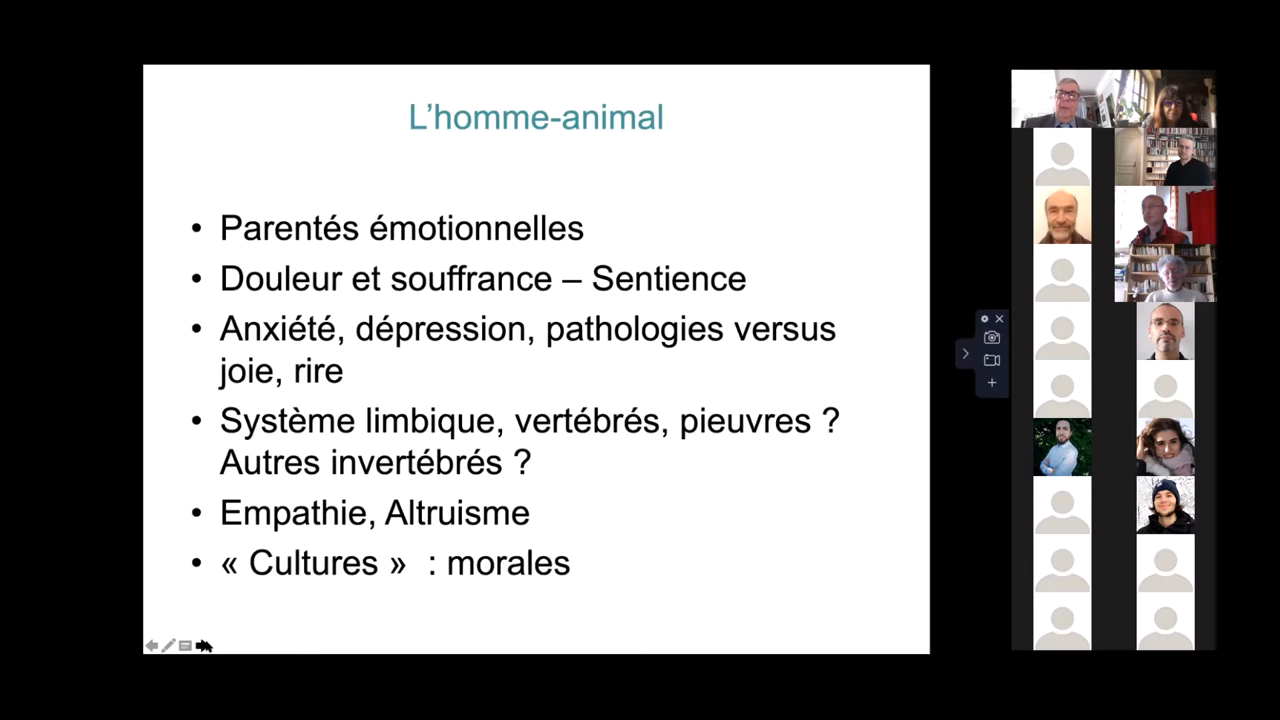 L'homme-animal
• Parentés émotionnelles
• Douleur et souffrance – Sentience
• Anxiété, dépression, pathologies versus
joie, rire
• Système limbique, vertébrés, pieuvres ?
Autres invertébrés ?
• Empathie, Altruisme
• « Cultures »  : morales